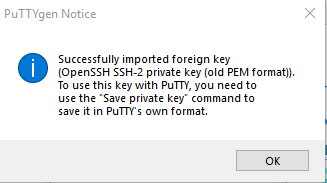 PuTTYgen Notice
Successfully imported foreign key
(OpenSSH SSH-2 private key (old PEM format)).
To use this key with PuTTY, you need to
use the "Save private key" command to
save it in PuTTY's own format.
OK